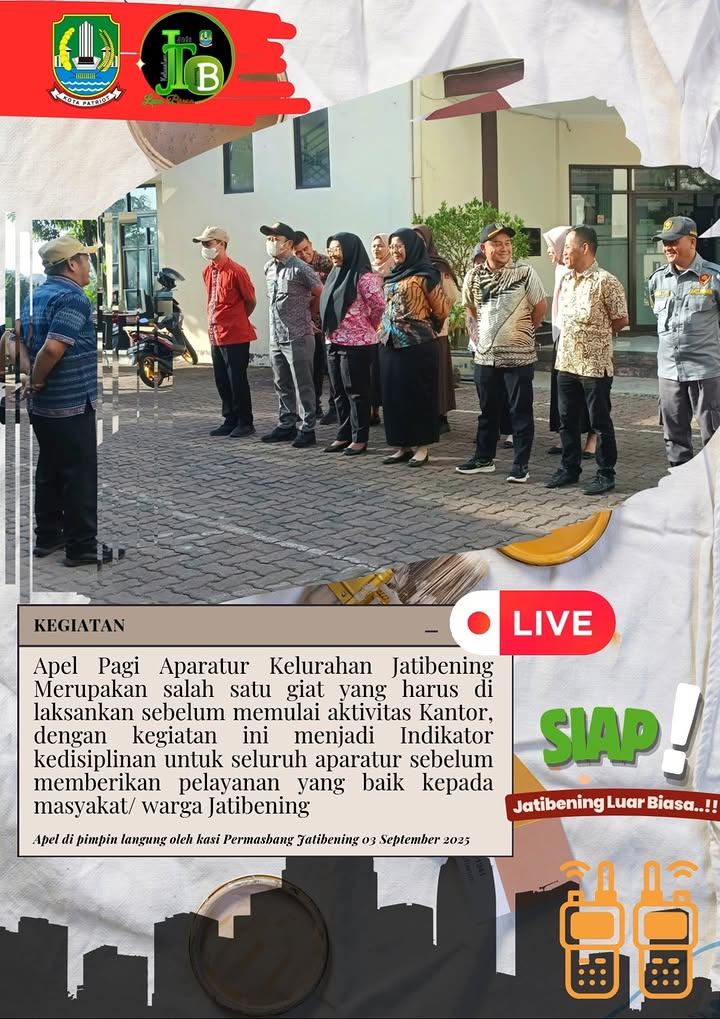 KOTA PATRIOT
JTB
KEGIATAN
LIVE
Apel Pagi Aparatur Kelurahan Jatibening
Merupakan salah satu giat yang harus di
laksankan sebelum memulai aktivitas Kantor,
dengan kegiatan ini menjadi Indikator
kedisiplinan untuk seluruh aparatur sebelum
memberikan pelayanan yang baik kepada
masyakat/ warga Jatibening
Apel di pimpin langung oleh kasi Permasbang Jatibening 03 September 2025
SIAP!
Jatibening Luar Biasa..!!